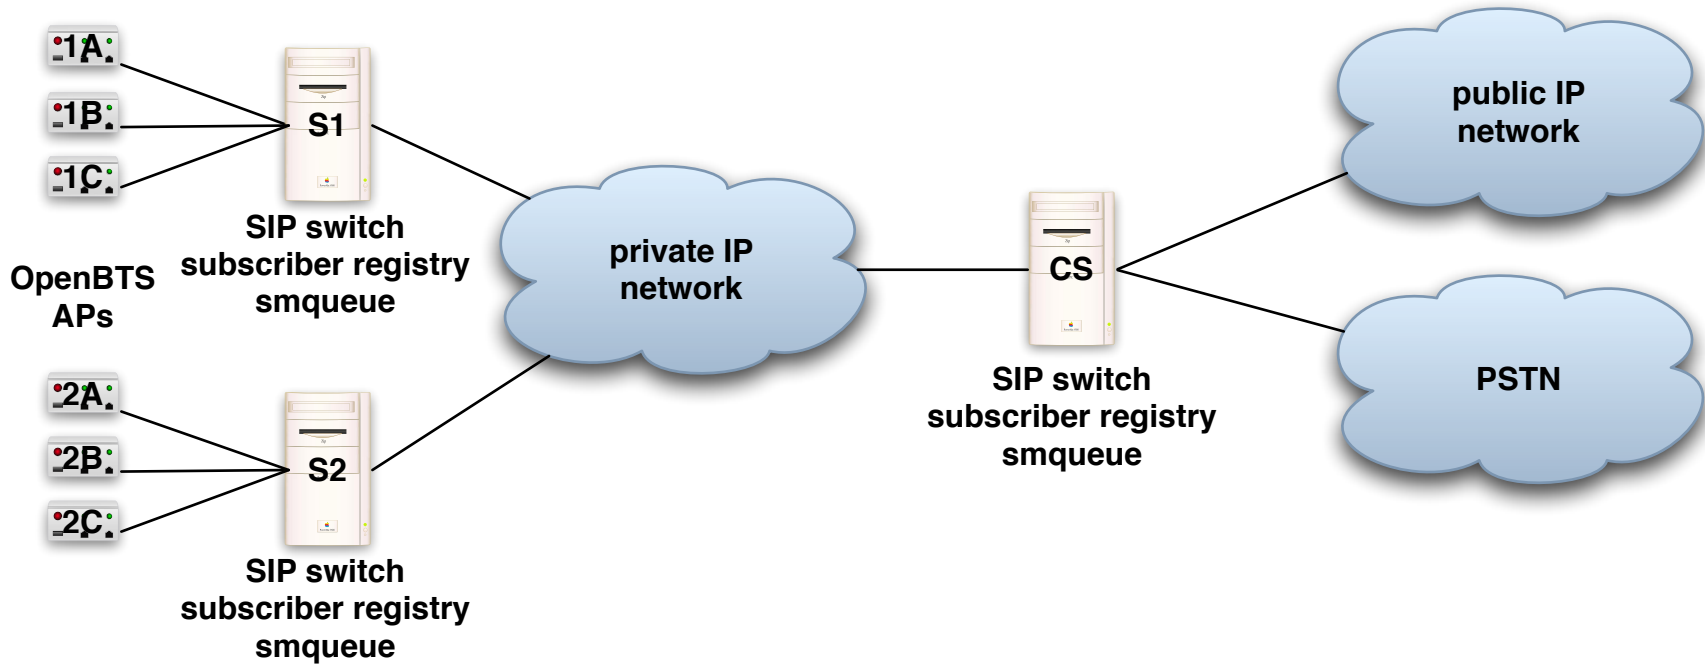 1A
1B
1C
S1
SIP switch
subscriber registry
smqueue
OpenBTS
APs
2A
2B
2C
S2
SIP switch
subscriber registry
smqueue
private IP
network
CS
SIP switch
subscriber registry
smqueue
public IP
network
PSTN